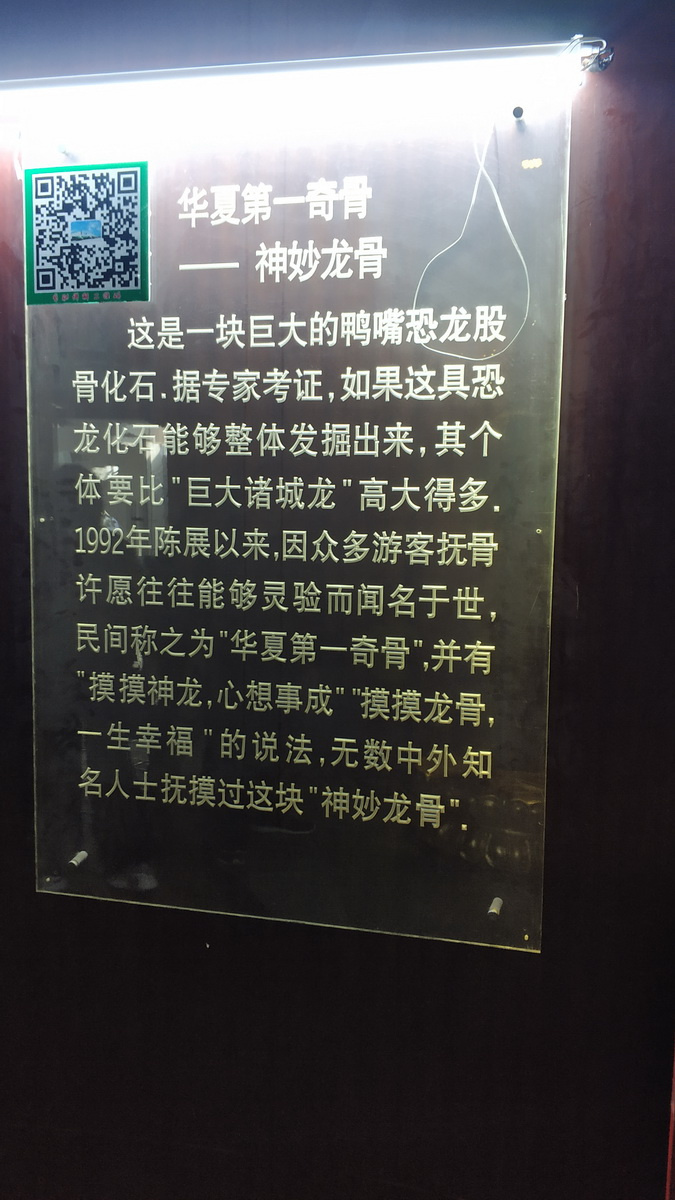 华夏第一奇骨
—— 神妙龙骨
这是一块巨大的鸭嘴恐龙股
骨化石.据专家考证,如果这具恐
龙化石能够整体发掘出来,其个
体要比"巨大诸城龙"高大得多.
1992年陈展以来,因众多游客抚骨
许愿往往能够灵验而闻名于世,
民间称之为"华夏第一奇骨",并有
"摸摸神龙,心想事成""摸摸龙骨,
一生幸福"的说法,无数中外知
名人士抚摸过这块"神妙龙骨".